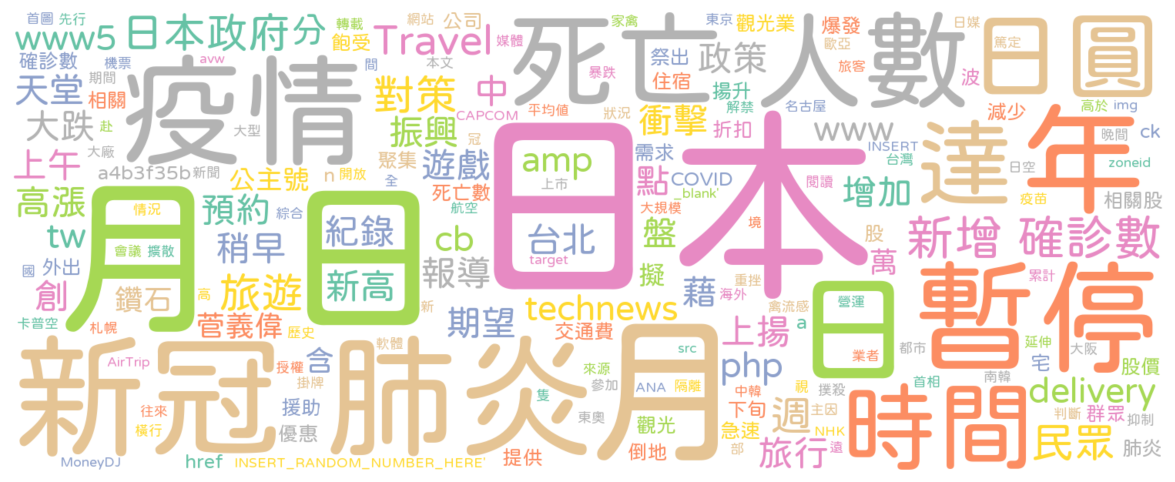 首圖
先行
www5
日本政府分
轉載
網站
公司
飽受
Travel
媒體
家禽
東京
觀光業
爆發
日媒
篤定
確診數
機票
avw
間
本文
死亡人數
暴跌
祭出
政策
歐亞
旅客
日圓
天堂
相關
期間
疫情
對策
中
CAPCOM
平均值
住宿
揚升
解禁
名古屋
波
減少
高於
img
大跌
赴
大型
振興
狀況
衝擊
折扣
www
INSERT
達
年
晚間
ck
大廠
聚集
冠
遊戲
amp
需求
台灣
zoneid
上午
a4b3f35b
新聞
n
開放
上市
點
COVID
閱讀
日空
公主號
全
死亡數
_blank'
增加
疫苗
相關股
高漲
情況
預約
綜合
航空
日本
大規模
股
tw
月
日
紀錄
稍早
cb
台北
盤
境
萬
新增
確診數
會議
擴散
國
外出
新高
報導
target
擬
重挫
創
鑽石
高
旅遊
新
藉
海外
禽流感
日
營運
暫停
累計
卡普空
札幌
菅義偉
歷史
期望
technews
交通費
上揚
a
業者
都市
延伸
大阪
新冠肺炎
月
AirTrip
授權
含
軟體
src
php
時間
宅
股價
掛牌
來源
參加
ANA
隔離
中韓
視
撲殺
首相
南韓
delivery
往來
援助
隻
東奧
下旬
週
主因
判斷
群眾
抑制
橫行
優惠
觀光
急速
NHK
民眾
肺炎
MoneyDJ
href
INSERT_RANDOM_NUMBER_HERE'
提供
倒地
部
旅行
遠